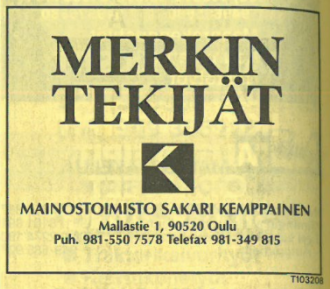 MERKIN
TEKIJÄT
MAINOSTOIMISTO SAKARI KEMPPAINEN
Mallastie 1, 90520 Oulu
Puh. 981-550 7578 Telefax 981-349 815
T103209